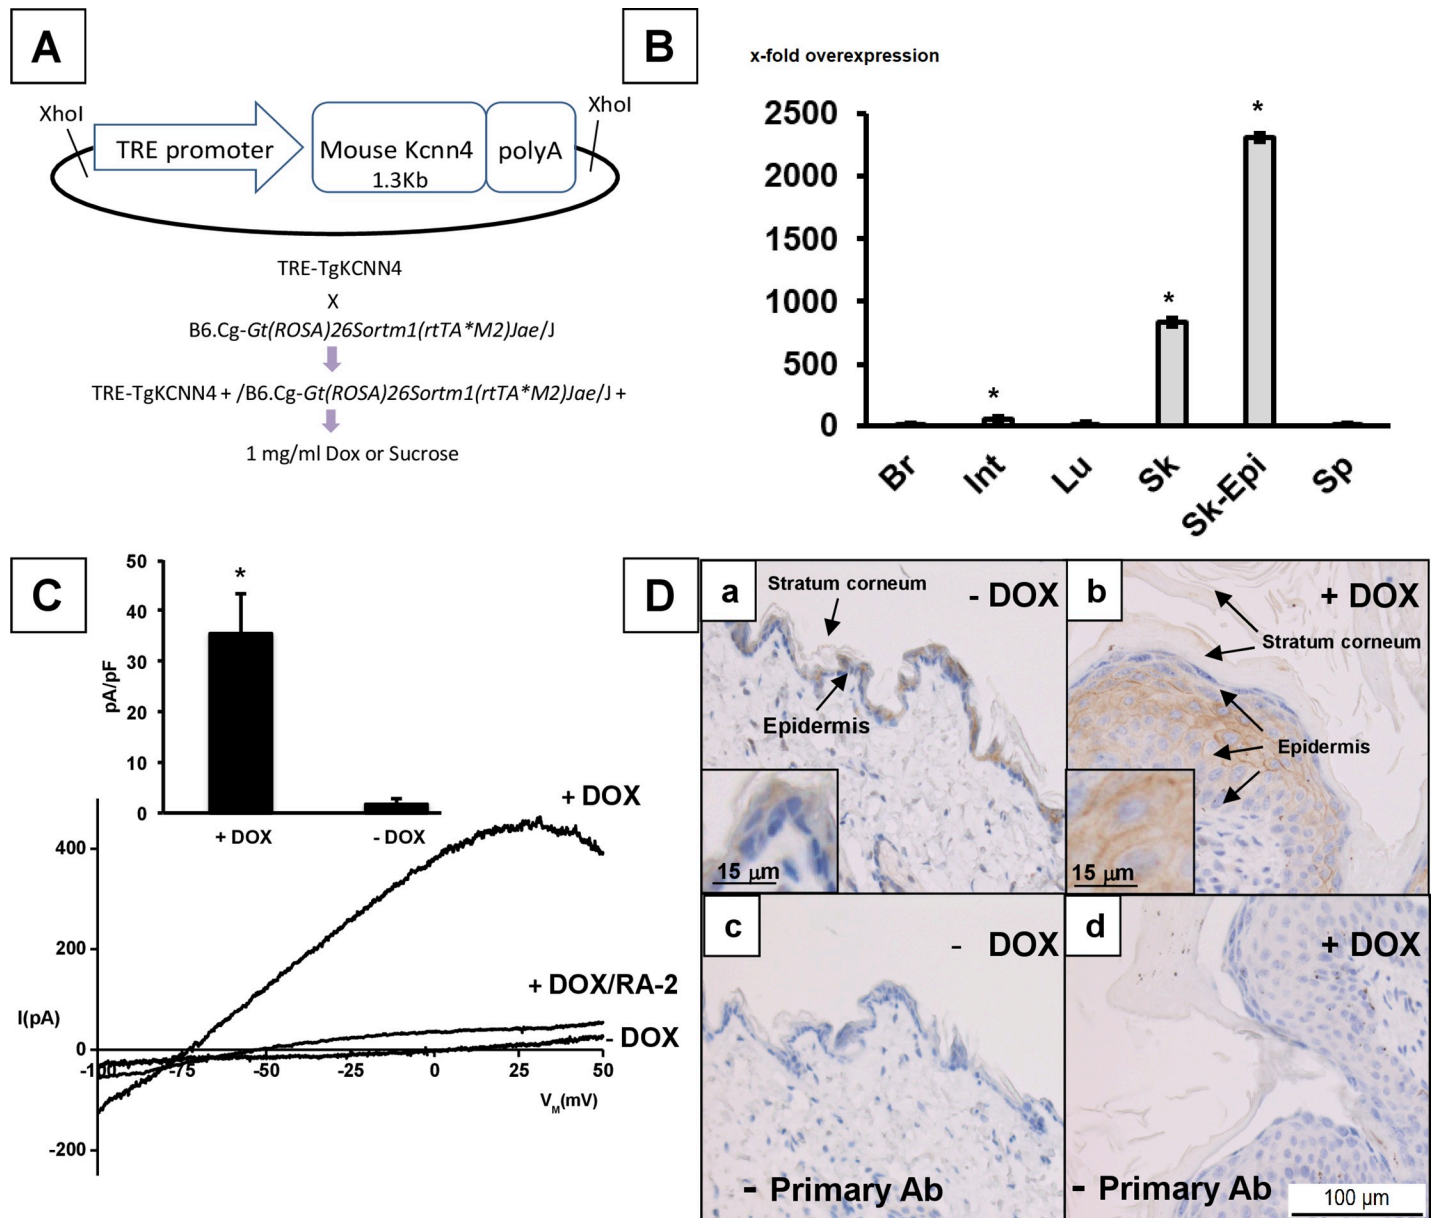 A
XhoI
XhoI
TRE promoter
Mouse Kcnn4
1.3Kb
polyA
TRE-TgKCNN4
X
B6.Cg-Gt(ROSA)26Sortm1(rtTA*M2)Jae/J
TRE-TgKCNN4 + /B6.Cg-Gt(ROSA)26Sortm1(rtTA*M2)Jae/J +
1 mg/ml Dox or Sucrose
B
x-fold overexpression
2500
2000
1500
1000
500
0
*
*
*
Br
Int
Lu
Sk
Sk-Epi
Sp
C
50
40
30
20
10
0
pA/pF
*
+ DOX
- DOX
+ DOX
+ DOX/RA-2
- DOX
400
200
0
-200
I(pA)
-100
-75
-50
-25
0
25
50
VM(mV)
D
a
Stratum corneum
- DOX
Epidermis
15 µm
b
+ DOX
Stratum corneum
Epidermis
15 µm
c
- DOX
- Primary Ab
d
+ DOX
- Primary Ab
100 µm